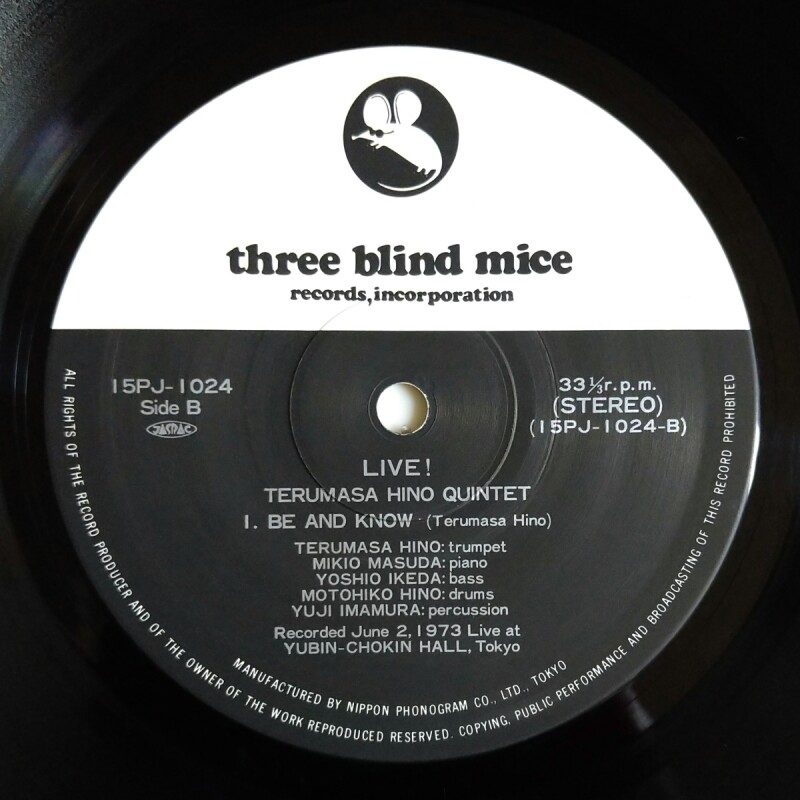 three blind mice
records, incorporation
15PJ-1024
Side B
JASRAC
33⅓r.p.m.
(STEREO)
(15PJ-1024-B)
LIVE!
TERUMASA HINO QUINTET
1. BE AND KNOW - (Terumasa Hino)
TERUMASA HINO: trumpet
MIKIO MASUDA: piano
YOSHIO IKEDA: bass
MOTOHIKO HINO: drums
YUJI IMAMURA: percussion
Recorded June 2, 1973 Live at
YUBIN-CHOKIN HALL, Tokyo
MANUFACTURED BY NIPPON PHONOGRAM CO., LTD., TOKYO
ALL RIGHTS OF THE RECORD PRODUCER AND OF THE OWNER OF THE WORK REPRODUCED RESERVED. COPYING, PUBLIC PERFORMANCE AND BROADCASTING OF THIS RECORD PROHIBITED